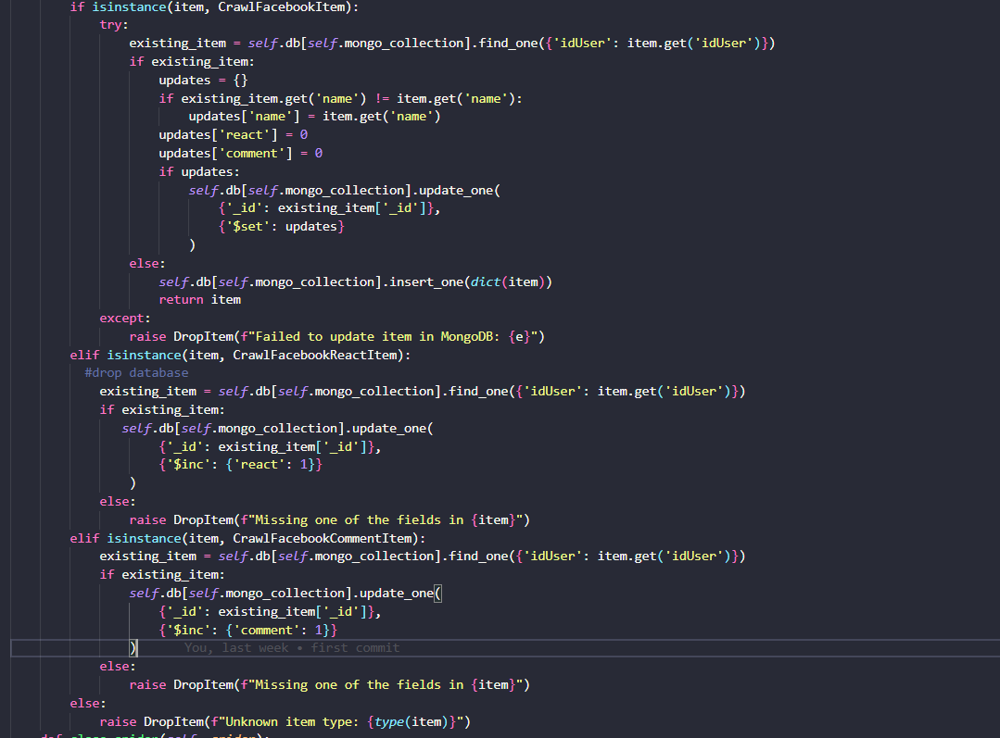 if isinstance(item, CrawlFacebookItem):
try:
existing_item = self.db[self.mongo_collection].find_one({'idUser': item.get('idUser')})
if existing_item:
updates = {}
if existing_item.get('name') != item.get('name'):
updates['name'] = item.get('name')
updates['react'] = 0
updates['comment'] = 0
if updates:
self.db[self.mongo_collection].update_one(
{'_id': existing_item['_id']},
{'$set': updates}
)
else:
self.db[self.mongo_collection].insert_one(dict(item))
return item
except:
raise DropItem(f"Failed to update item in MongoDB: {e}")
elif isinstance(item, CrawlFacebookReactItem):
#drop database
existing_item = self.db[self.mongo_collection].find_one({'idUser': item.get('idUser')})
if existing_item:
self.db[self.mongo_collection].update_one(
{'_id': existing_item['_id']},
{'$inc': {'react': 1}}
)
else:
raise DropItem(f"Missing one of the fields in {item}")
elif isinstance(item, CrawlFacebookCommentItem):
existing_item = self.db[self.mongo_collection].find_one({'idUser': item.get('idUser')})
if existing_item:
self.db[self.mongo_collection].update_one(
{'_id': existing_item['_id']},
{'$inc': {'comment': 1}}
) You, last week • first commit
else:
raise DropItem(f"Missing one of the fields in {item}")
else:
raise DropItem(f"Unknown item type: {type(item)}")